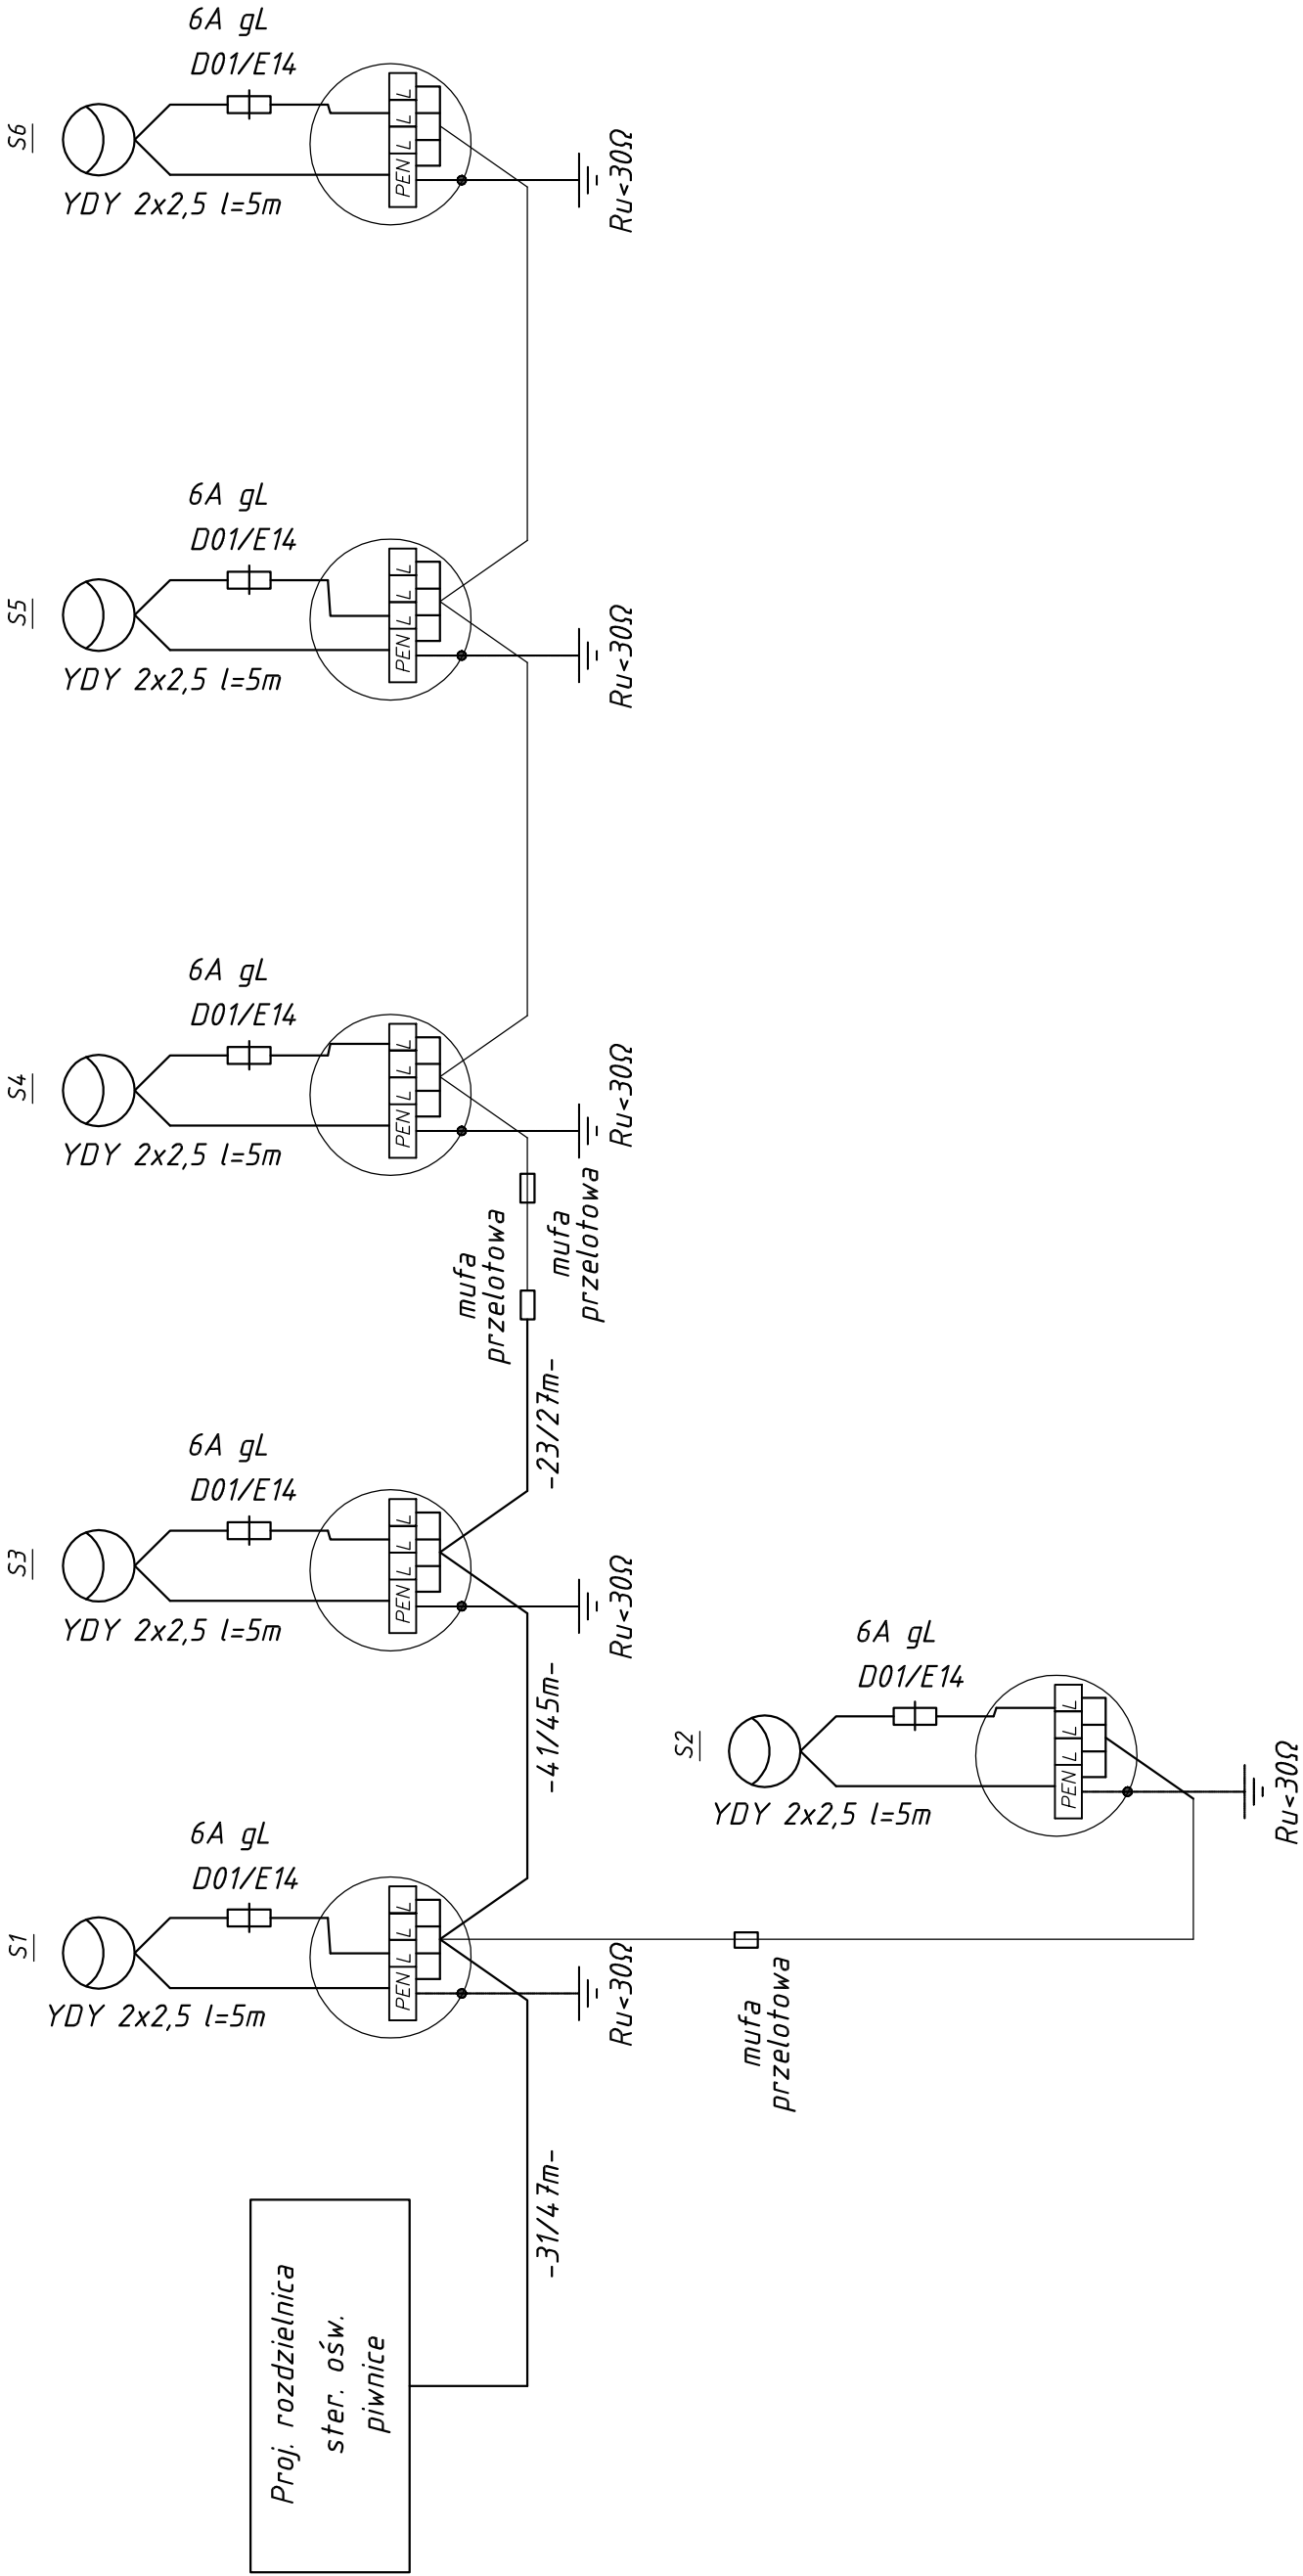 6A gL
D01/E14
S6
L
L
L
PEN
YDY 2x2,5 l=5m
Ru<30Ω
6A gL
D01/E14
S5
L
L
L
PEN
YDY 2x2,5 l=5m
Ru<30Ω
6A gL
D01/E14
S4
L
L
L
PEN
YDY 2x2,5 l=5m
Ru<30Ω
mufa
przelotowa
mufa
przelotowa
-23/27m-
6A gL
D01/E14
S3
L
L
L
PEN
YDY 2x2,5 l=5m
Ru<30Ω
-41/45m-
6A gL
D01/E14
S2
L
L
L
PEN
YDY 2x2,5 l=5m
Ru<30Ω
6A gL
D01/E14
S1
L
L
L
PEN
YDY 2x2,5 l=5m
Ru<30Ω
mufa
przelotowa
-31/47m-
Proj. rozdzielnica
ster. ośw.
piwnice